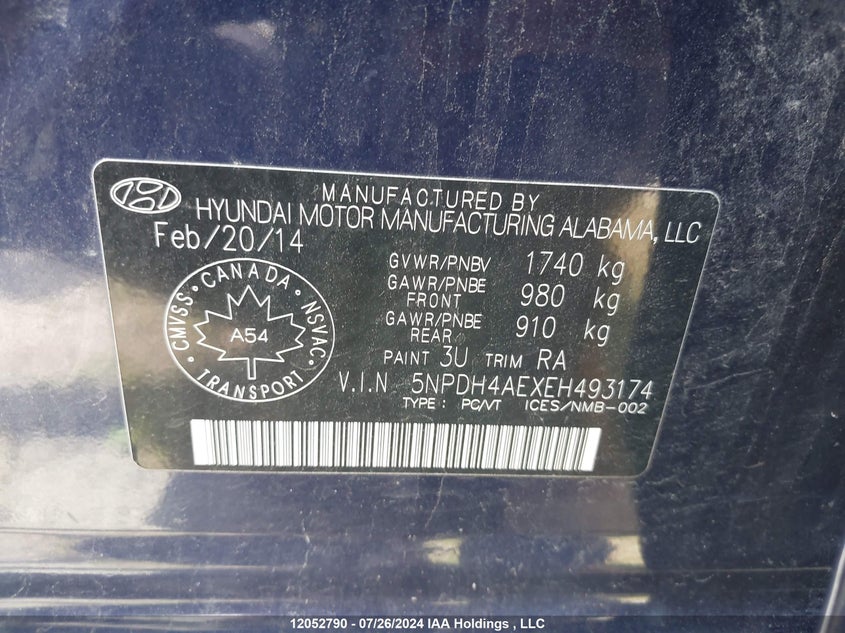 MANUFACTURED BY
HYUNDAI MOTOR MANUFACTURING ALABAMA, LLC
Feb/20/14
GVWR/PNBV 1740 kg
GAWR/PNBE FRONT 980 kg
GAWR/PNBE REAR 910 kg
PAINT 3U TRIM RA
V.I.N 5NPDH4AEXEH493174
TYPE : PC/VT ICES/NMB-002
CANADA
CMVSS • NSVAC
A54
TRANSPORT
12052790 - 07/26/2024 IAA Holdings , LLC